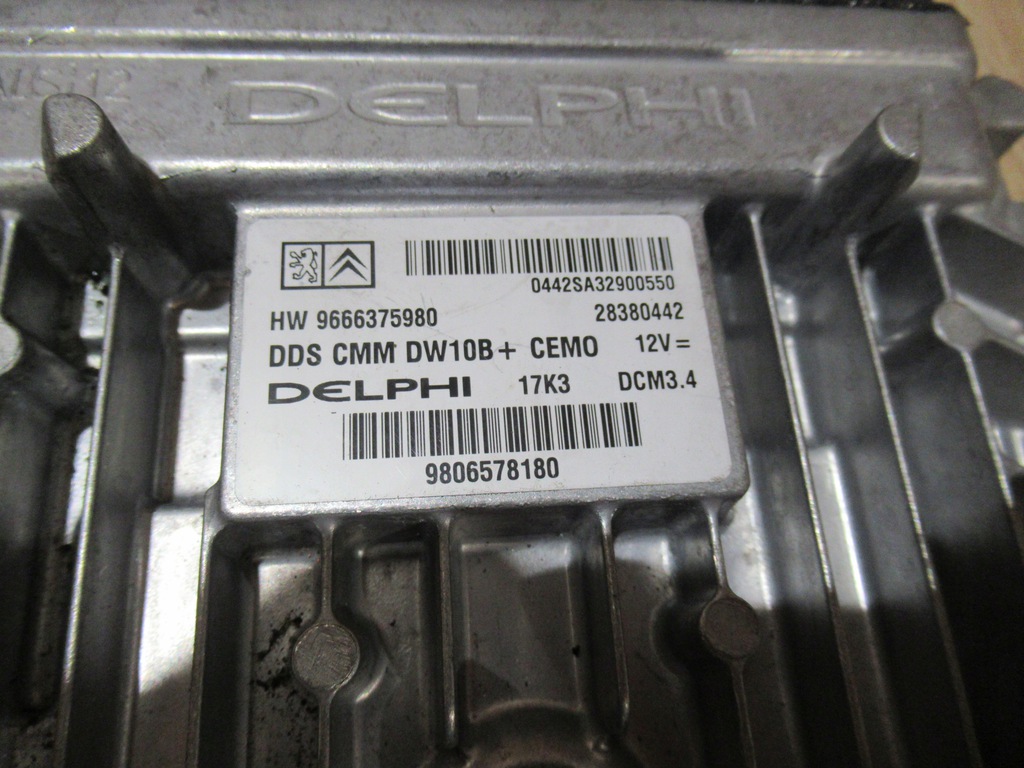 DELPHI
0442SA32900550
HW 9666375980 28380442
DDS CMM DW10B+ CEMO 12V=
DELPHI 17K3 DCM3.4
9806578180